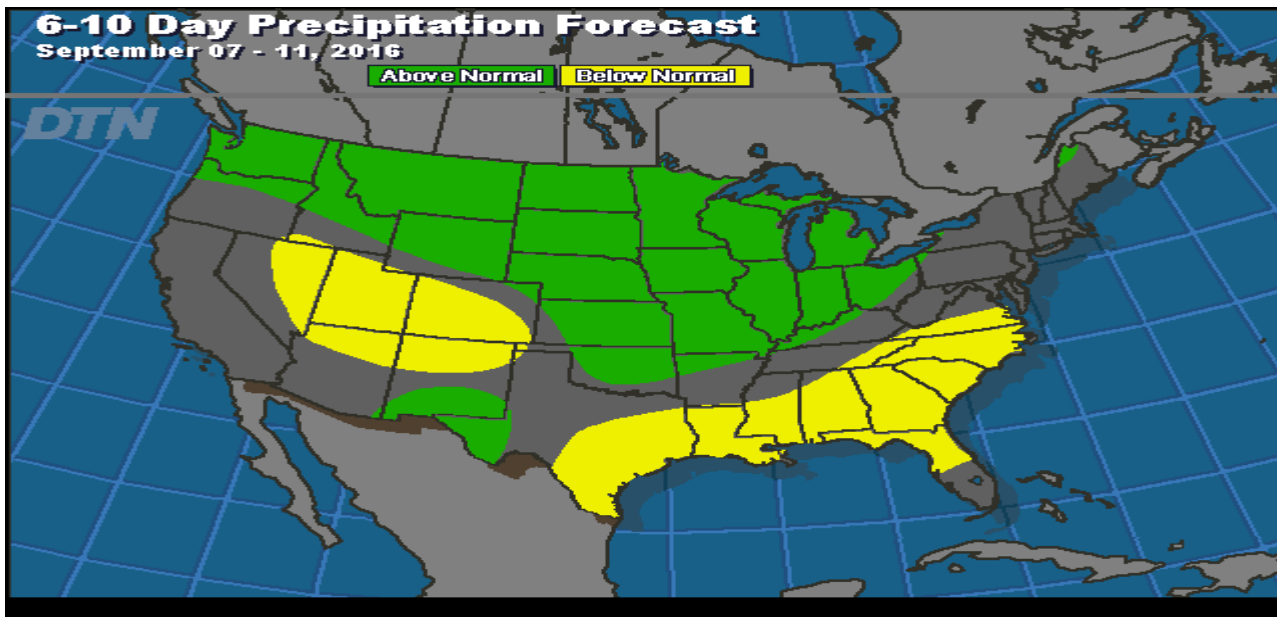 6-10 Day Precipitation Forecast
September 07 - 11, 2016
Above Normal Below Normal
DTN